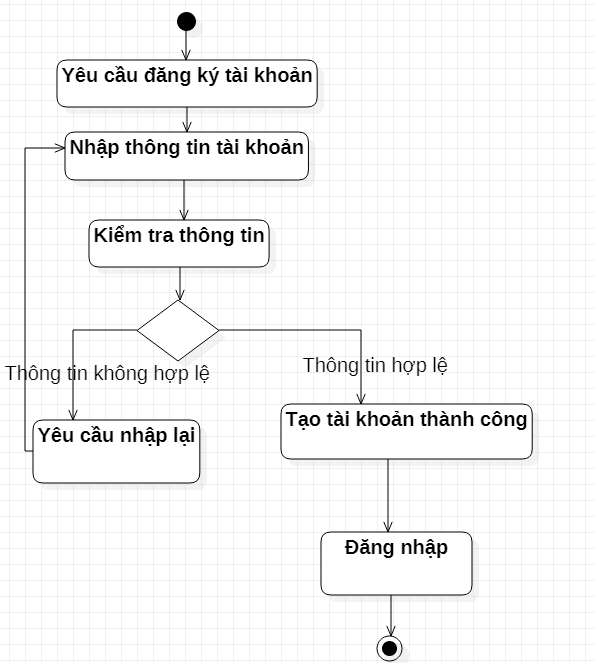 Yêu cầu đăng ký tài khoản
Nhập thông tin tài khoản
Kiểm tra thông tin
Thông tin không hợp lệ
Thông tin hợp lệ
Yêu cầu nhập lại
Tạo tài khoản thành công
Đăng nhập